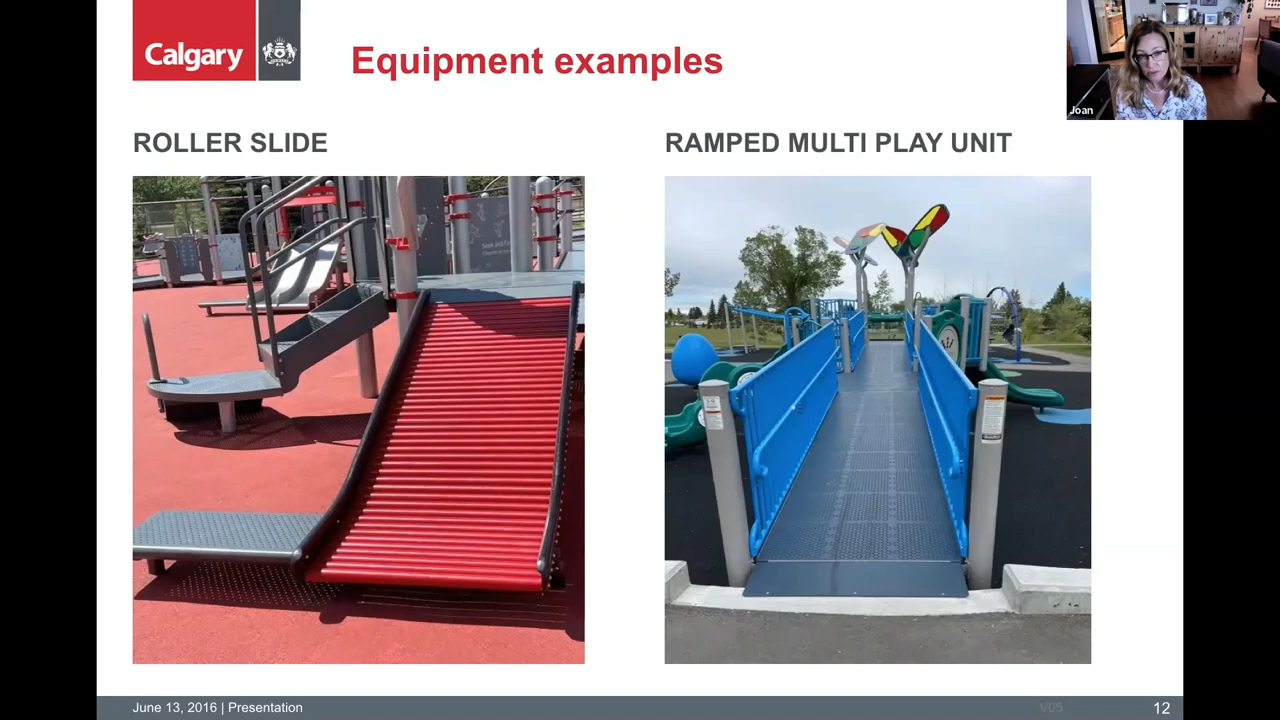 Calgary
Equipment examples
Joan
ROLLER SLIDE
RAMPED MULTI PLAY UNIT
June 13, 2016 | Presentation
12